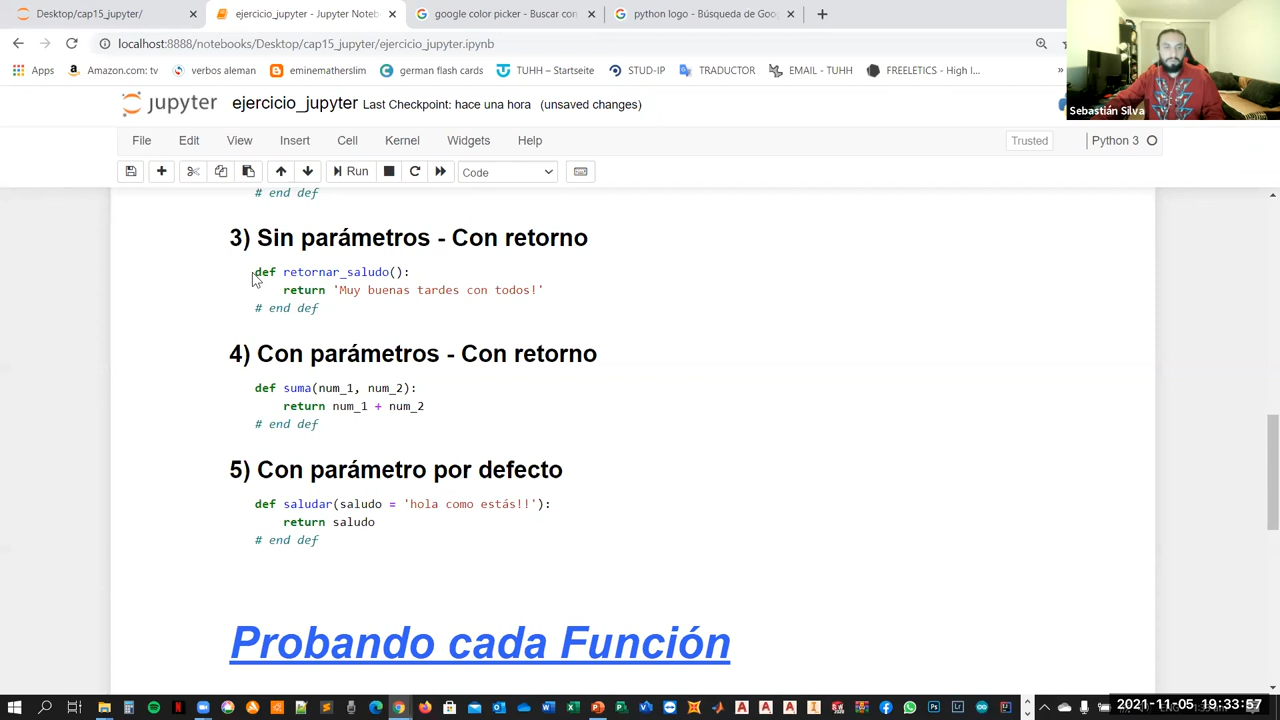 Desktop/cap15_jupyter/
ejercicio_jupyter - Jupyter Noteb
google color picker - Buscar con
python logo - Búsqueda de Goo
localhost:8888/notebooks/Desktop/cap15_jupyter/ejercicio_jupyter.ipynb
Apps
Amazon.com: tv
verbos aleman
eminematherslim
german flash cards
TUHH – Startseite
STUD-IP
TRADUCTOR
EMAIL - TUHH
FREELETICS - High I...
»
Sebastián Silva
jupyter ejercicio_jupyter Last Checkpoint: hace una hora (unsaved changes)
File Edit View Insert Cell Kernel Widgets Help
Trusted
Python 3
Run
Code
# end def
3) Sin parámetros - Con retorno
def retornar_saludo():
return 'Muy buenas tardes con todos!'
# end def
4) Con parámetros - Con retorno
def suma(num_1, num_2):
return num_1 + num_2
# end def
5) Con parámetro por defecto
def saludar(saludo = 'hola como estás!!'):
return saludo
# end def
Probando cada Función
2021-11-05 19:33:57